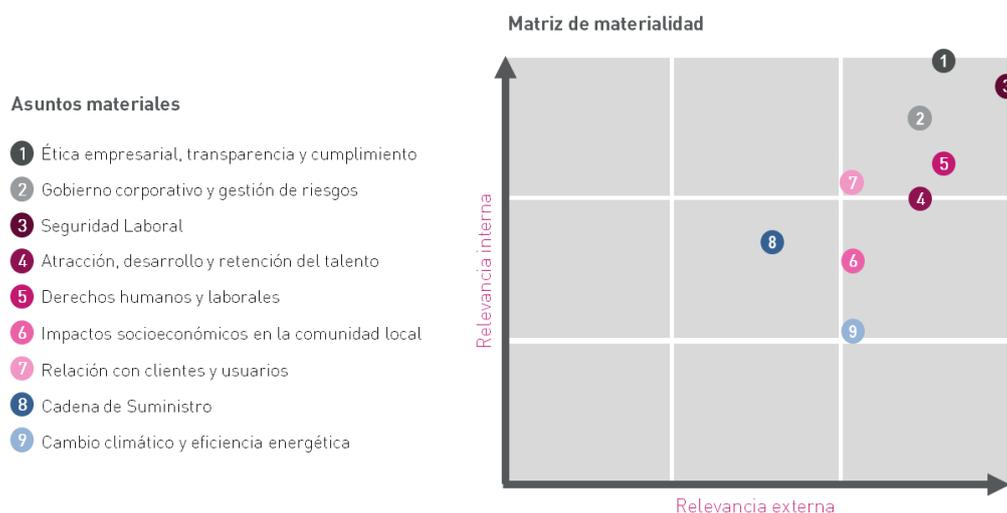 Matriz de materialidad
Asuntos materiales
1 Ética empresarial, transparencia y cumplimiento
2 Gobierno corporativo y gestión de riesgos
3 Seguridad Laboral
4 Atracción, desarrollo y retención del talento
5 Derechos humanos y laborales
6 Impactos socioeconómicos en la comunidad local
7 Relación con clientes y usuarios
8 Cadena de Suministro
9 Cambio climático y eficiencia energética
Relevancia interna
1
3
2
5
7
4
8
6
9
Relevancia externa